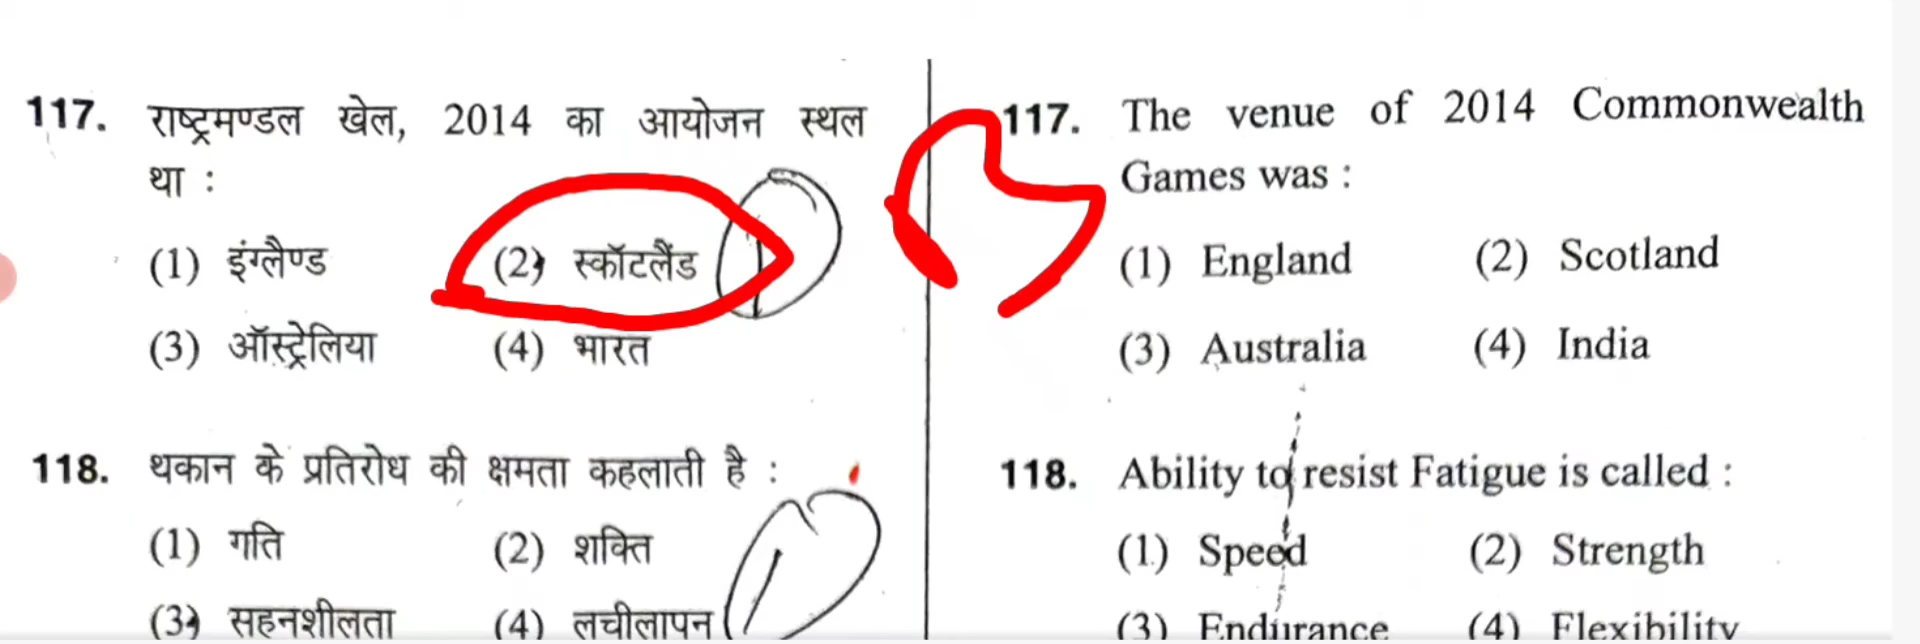 117. राष्ट्रमण्डल खेल, 2014 का आयोजन स्थल
था :
(1) इंग्लैण्ड (2) स्कॉटलैंड
(3) ऑस्ट्रेलिया (4) भारत
118. थकान के प्रतिरोध की क्षमता कहलाती है :
(1) गति (2) शक्ति
(3) सहनशीलता (4) लचीलापन
117. The venue of 2014 Commonwealth
Games was :
(1) England (2) Scotland
(3) Australia (4) India
118. Ability to resist Fatigue is called :
(1) Speed (2) Strength
(3) Endurance (4) Flexibility